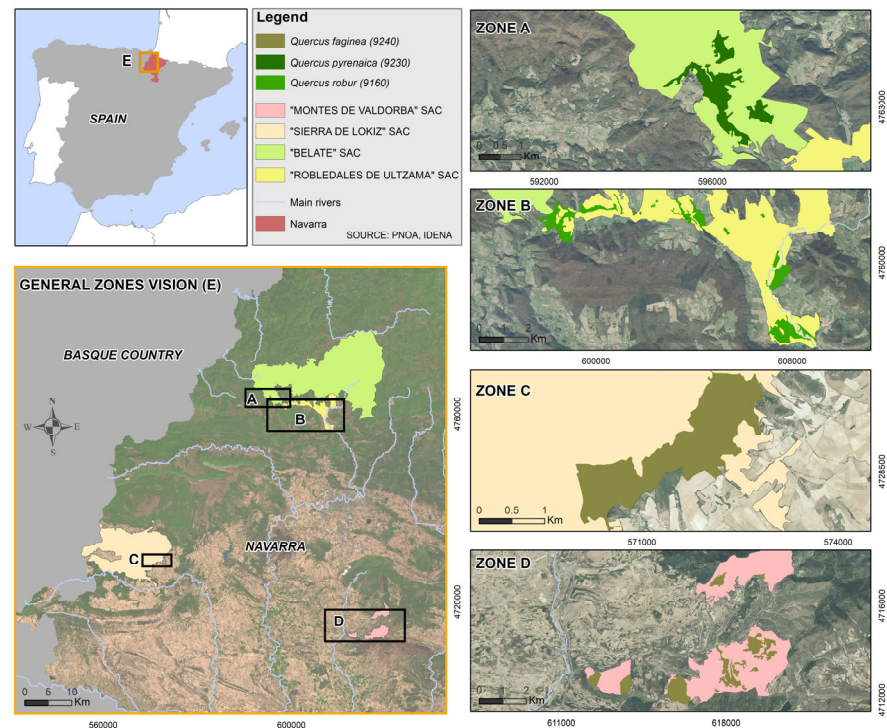 E
SPAIN
Legend
Quercus faginea (9240)
Quercus pyrenaica (9230)
Quercus robur (9160)
"MONTES DE VALDORBA" SAC
"SIERRA DE LOKIZ" SAC
"BELATE" SAC
"ROBLEDALES DE ULTZAMA" SAC
Main rivers
Navarra
SOURCE: PNOA, IDENA
GENERAL ZONES VISION (E)
BASQUE COUNTRY
N
W E
S
A
B
C
NAVARRA
D
0 5 10
Km
560000 600000
4760000
4720000
ZONE A
0 0.5 1
Km
592000 596000
4763000
ZONE B
0 1 2
Km
600000 608000
4760000
ZONE C
0 0.5 1
Km
571000 574000
4728500
ZONE D
0 1 2
Km
611000 618000
4716000
4712000